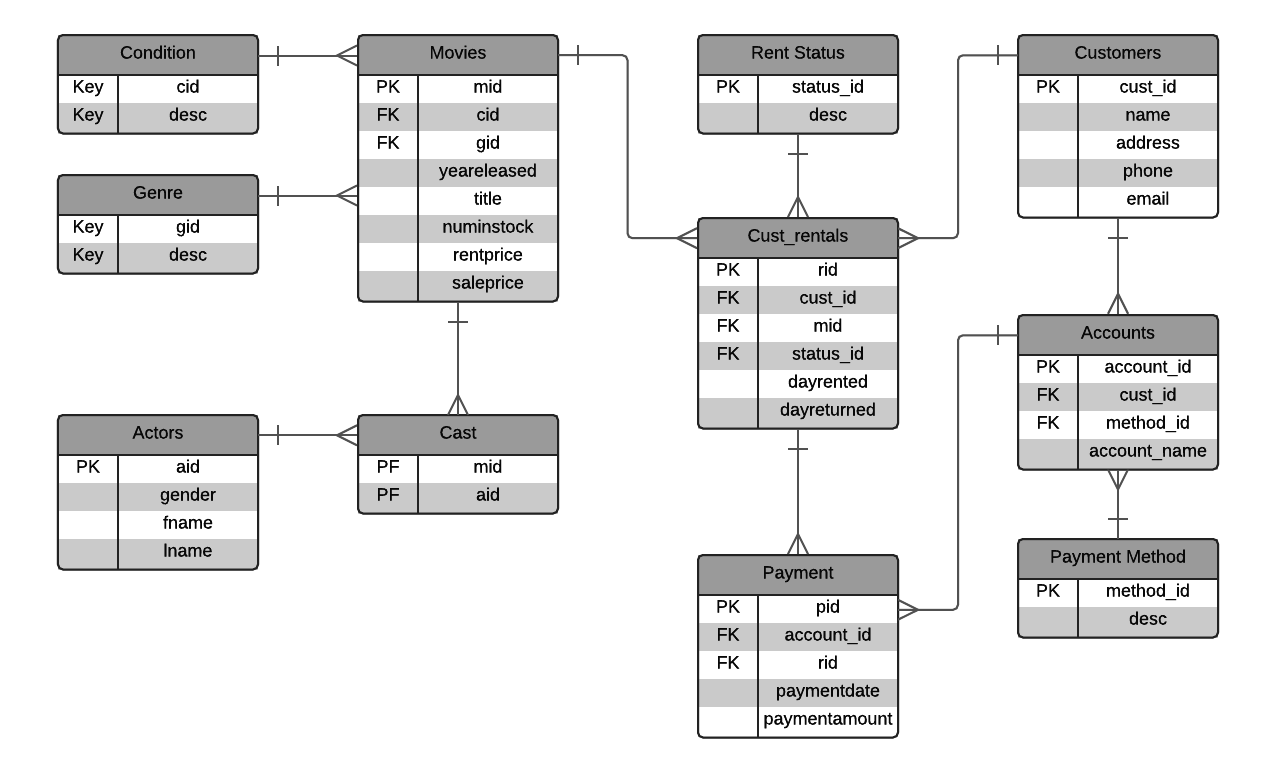 Condition
Key cid
Key desc
Genre
Key gid
Key desc
Movies
PK mid
FK cid
FK gid
yeareleased
title
numinstock
rentprice
saleprice
Actors
PK aid
gender
fname
lname
Cast
PF mid
PF aid
Rent Status
PK status_id
desc
Cust_rentals
PK rid
FK cust_id
FK mid
FK status_id
dayrented
dayreturned
Payment
PK pid
FK account_id
FK rid
paymentdate
paymentamount
Customers
PK cust_id
name
address
phone
email
Accounts
PK account_id
FK cust_id
FK method_id
account_name
Payment Method
PK method_id
desc